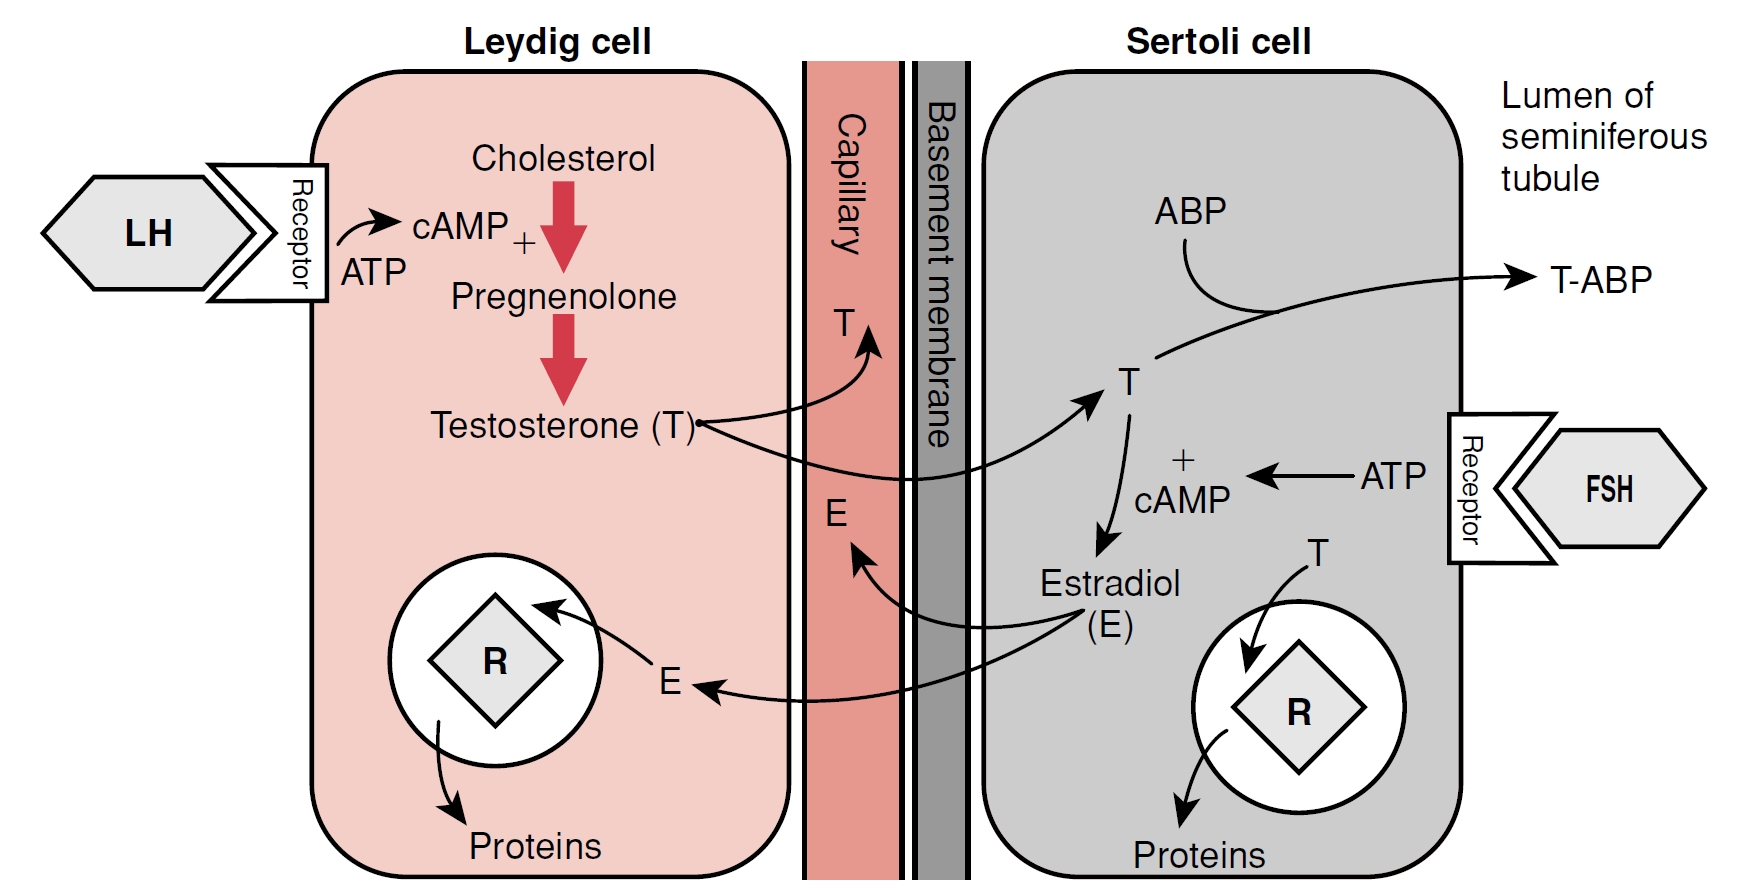 Leydig cell
Sertoli cell
Lumen of
seminiferous
tubule
LH
Receptor
ATP
cAMP
+
Cholesterol
Pregnenolone
Testosterone (T)
Capillary
T
E
Basement membrane
ABP
T-ABP
T
+
cAMP
ATP
Receptor
FSH
Estradiol
(E)
T
R
Proteins
E
R
Proteins